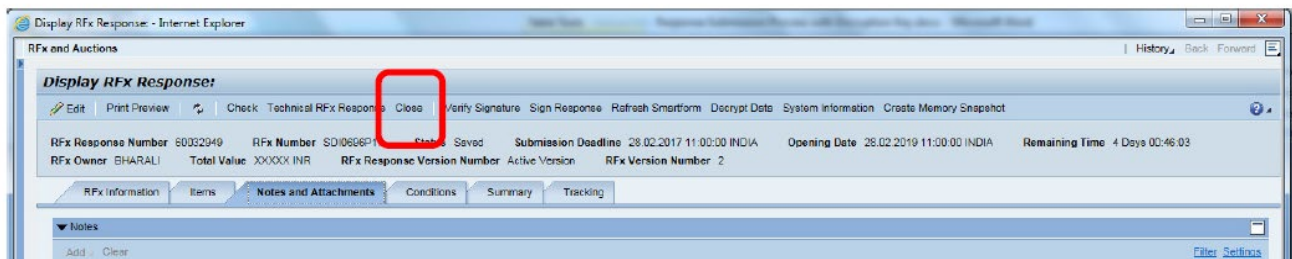 Display RFx Response: - Internet Explorer
RFx and Auctions
History Back Forward
Display RFx Response:
Edit Print Preview Check Technical RFx Response Close Verify Signature Sign Response Refresh Smartform Decrypt Data System Information Create Memory Snapshot
RFx Response Number 60032949 RFx Number SDI0696P1 Status Saved Submission Deadline 28.02.2017 11:00:00 INDIA Opening Date 28.02.2019 11:00:00 INDIA Remaining Time 4 Days 00:46:03
RFx Owner BHARALI Total Value XXXXX INR RFx Response Version Number Active Version RFx Version Number 2
RFx Information Items Notes and Attachments Conditions Summary Tracking
Notes
Add Clear Filter Settings